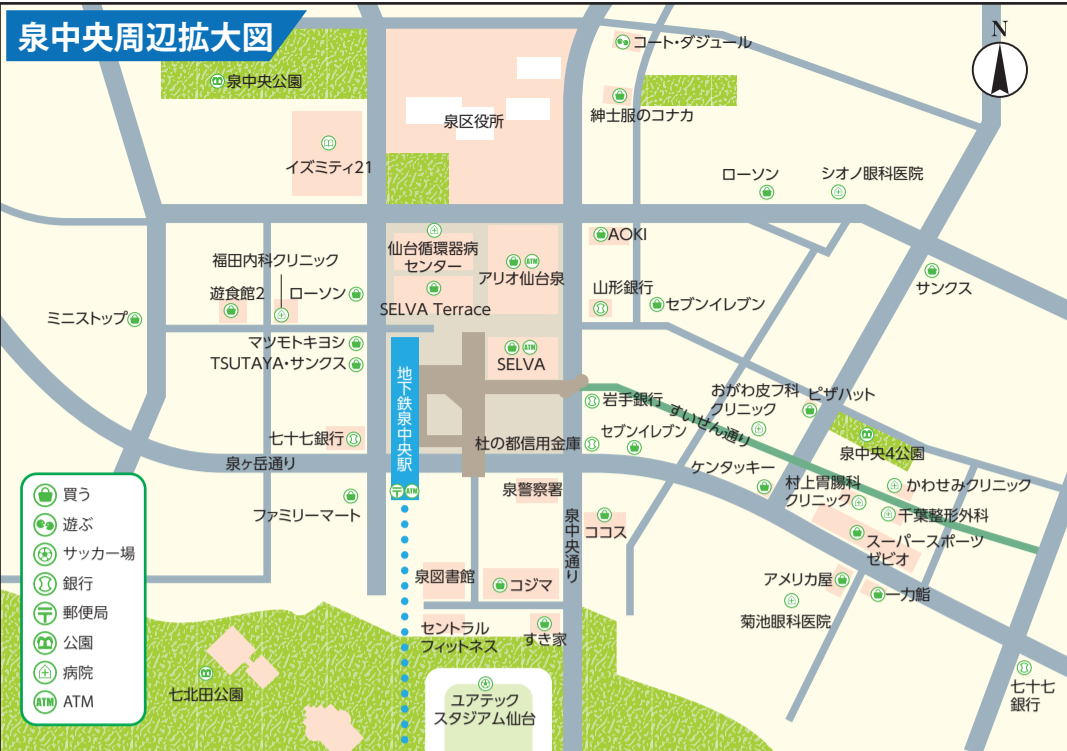 泉中央周辺拡大図
N
コート・ダジュール
泉中央公園
紳士服のコナカ
泉区役所
イズミティ21
ローソン
シオノ眼科医院
仙台循環器病
センター
AOKI
アリオ仙台泉
福田内科クリニック
遊食館2
ローソン
山形銀行
セブンイレブン
サンクス
SELVA Terrace
ミニストップ
マツモトキヨシ
TSUTAYA・サンクス
SELVA
地下鉄泉中央駅
ATM
ATM
ATM
岩手銀行
すいせん通り
おがわ皮フ科
クリニック
ピザハット
七十七銀行
杜の都信用金庫
セブンイレブン
泉中央4公園
泉ヶ岳通り
ケンタッキー
村上胃腸科
クリニック
かわせみクリニック
千葉整形外科
ファミリーマート
泉警察署
泉中央通り
ココス
スーパースポーツ
ゼビオ
泉図書館
コジマ
アメリカ屋
一力鮨
菊池眼科医院
セントラル
フィットネス
すき家
七北田公園
ユアテック
スタジアム仙台
七十七
銀行
買う
遊ぶ
サッカー場
銀行
郵便局
公園
病院
ATM
ATM